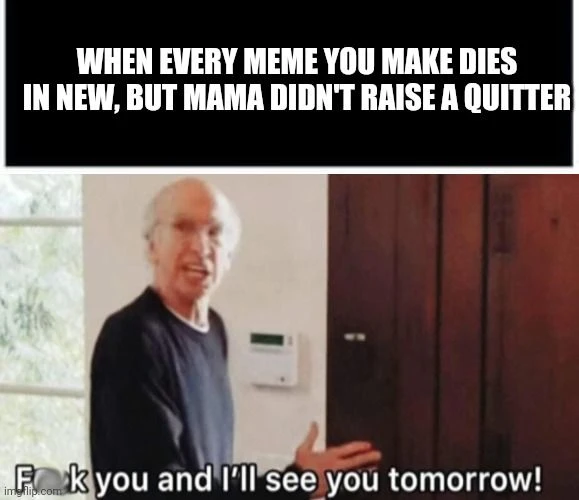 WHEN EVERY MEME YOU MAKE DIES
IN NEW, BUT MAMA DIDN'T RAISE A QUITTER
F k you and I'll see you tomorrow!
imgflip.com